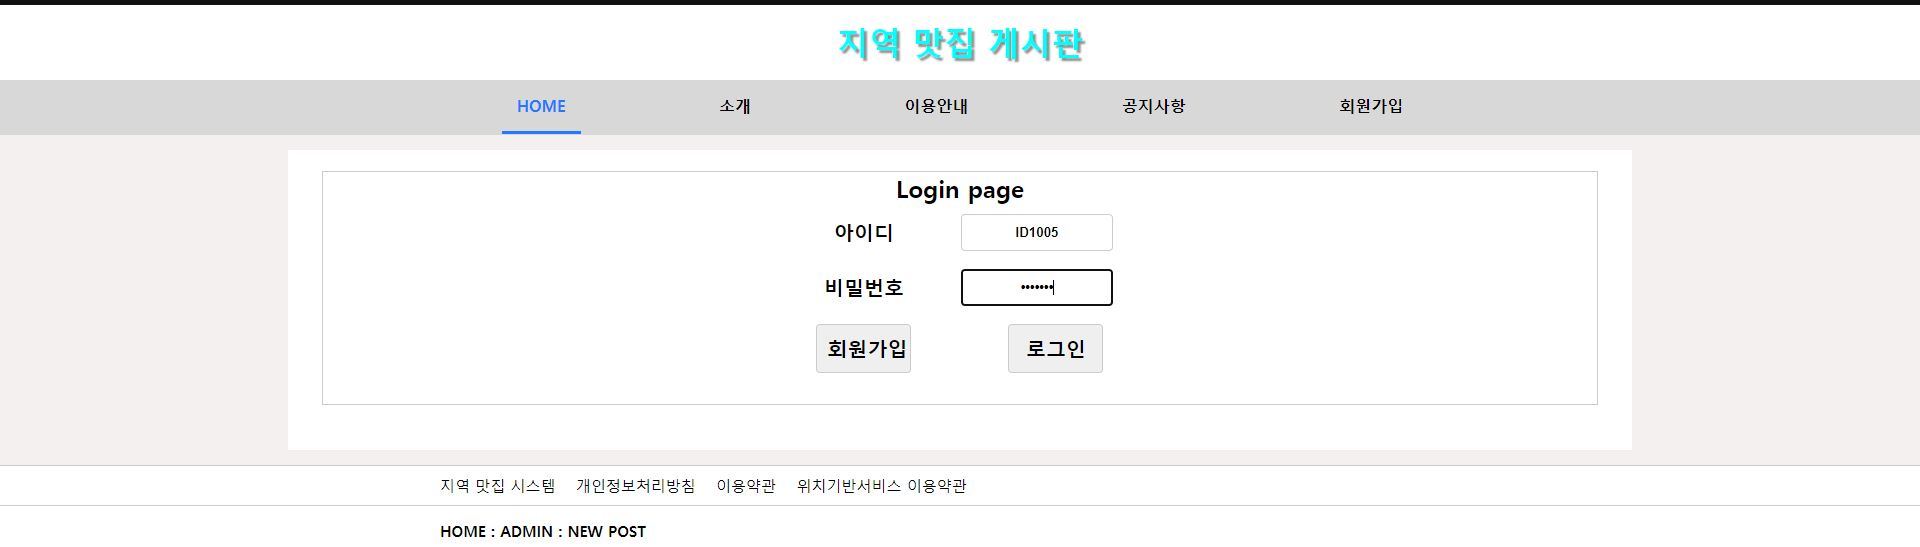 지역 맛집 게시판
HOME 소개 이용안내 공지사항 회원가입
Login page
아이디 ID1005
비밀번호 •••••••
회원가입 로그인
지역 맛집 시스템 개인정보처리방침 이용약관 위치기반서비스 이용약관
HOME : ADMIN : NEW POST